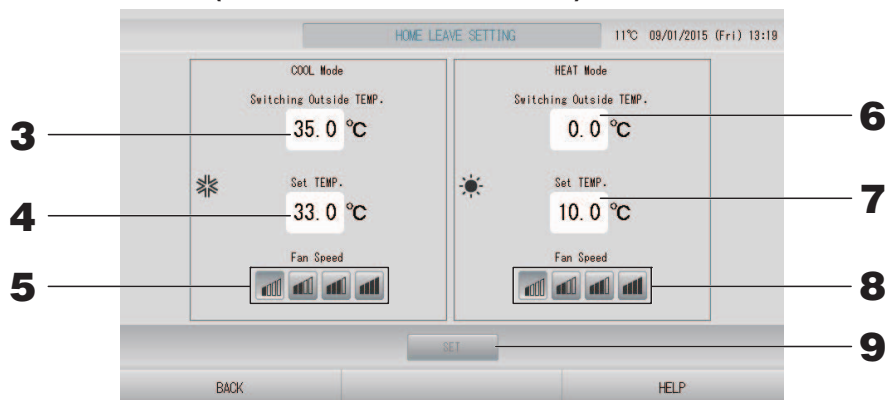 HOME LEAVE SETTING 11℃ 09/01/2015 (Fri) 13:19
COOL Mode
Switching Outside TEMP.
3 35.0 ℃
Set TEMP.
4 33.0 ℃
Fan Speed
5
HEAT Mode
Switching Outside TEMP.
0.0 ℃ 6
Set TEMP.
10.0 ℃ 7
Fan Speed
8
SET 9
BACK HELP